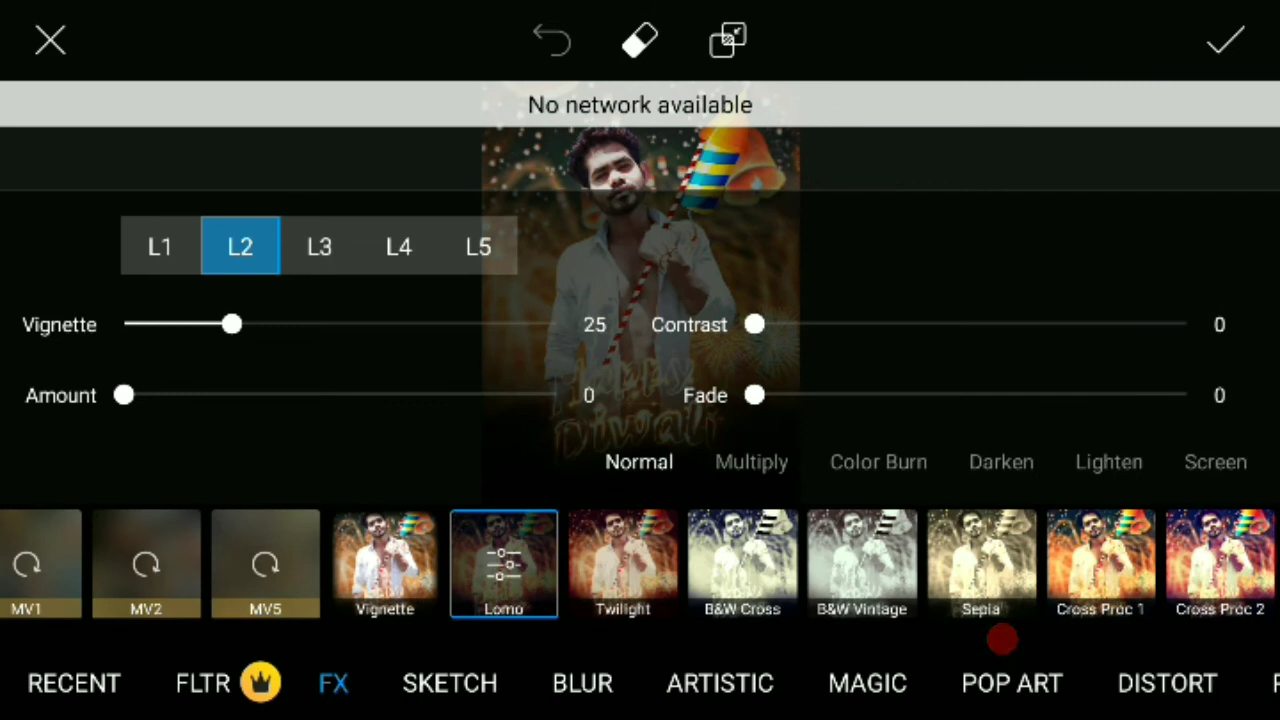 No network available
L1 L2 L3 L4 L5
Vignette 25 Contrast 0
Amount 0 Fade 0
Happy
Diwali
Normal Multiply Color Burn Darken Lighten Screen
MV1 MV2 MV5 Vignette Lomo Twilight B&W Cross B&W Vintage Sepia Cross Proc 1 Cross Proc 2
RECENT FLTR FX SKETCH BLUR ARTISTIC MAGIC POP ART DISTORT